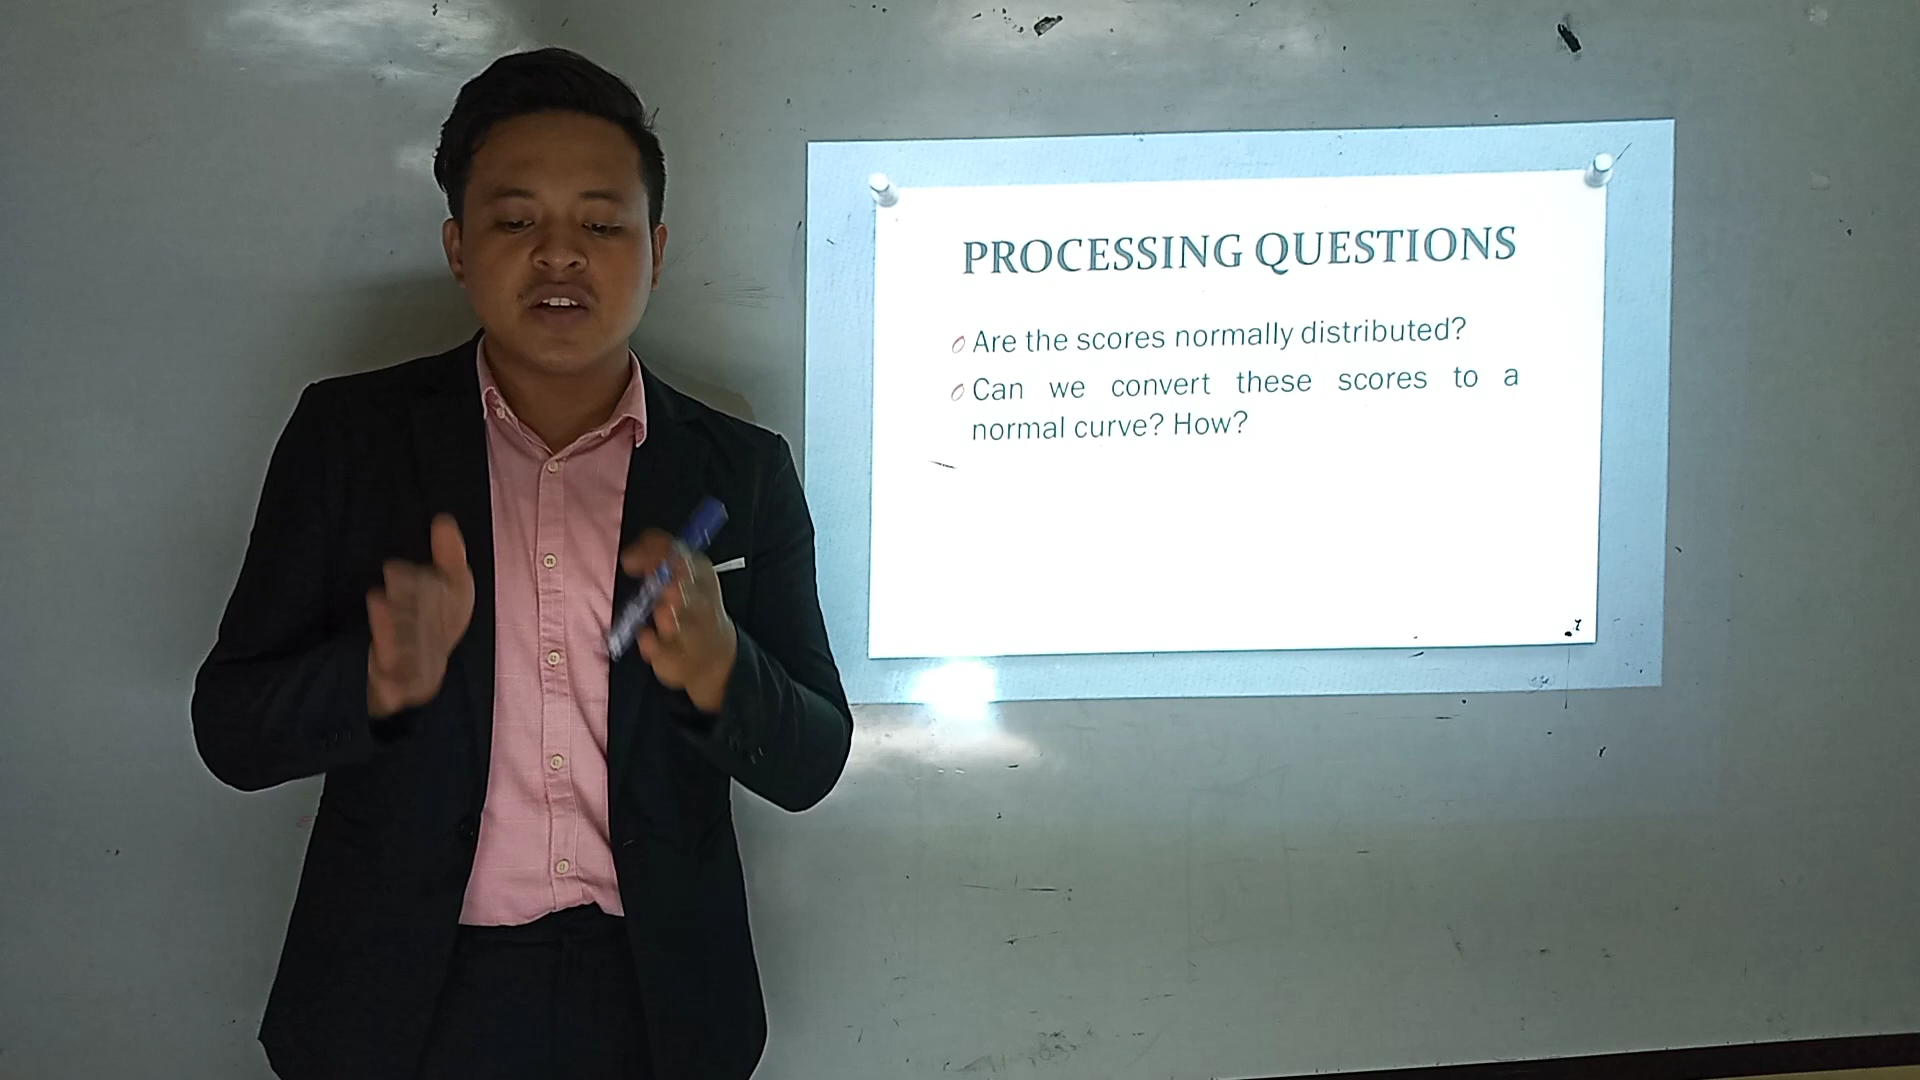 PROCESSING QUESTIONS
Are the scores normally distributed?
Can we convert these scores to a
normal curve? How?